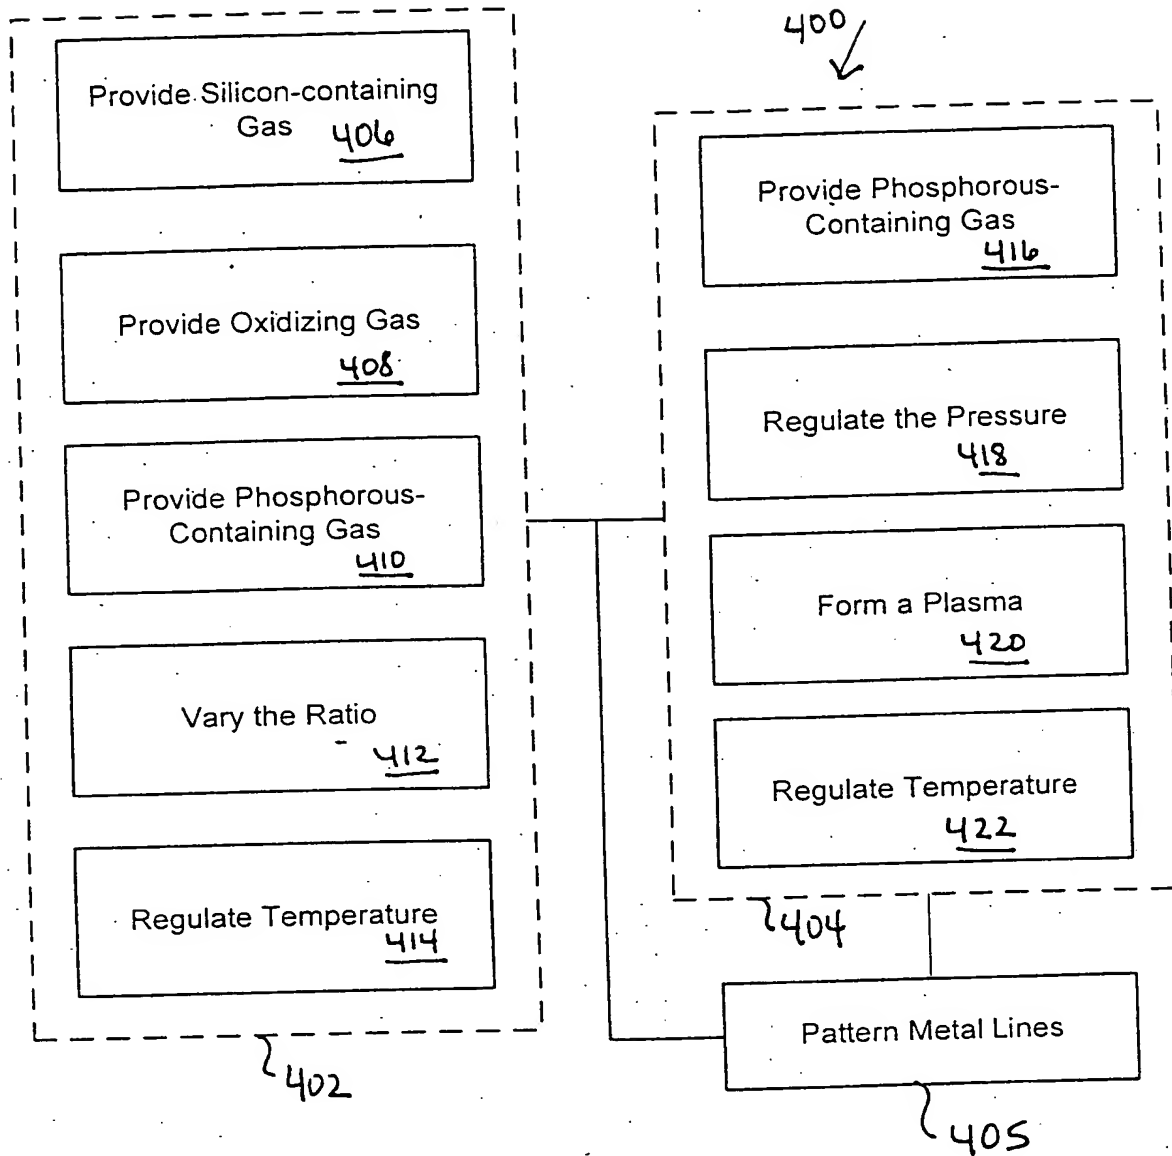 400
Provide Silicon-containing
Gas 406
Provide Oxidizing Gas
408
Provide Phosphorous-
Containing Gas
410
Vary the Ratio
412
Regulate Temperature
414
402
Provide Phosphorous-
Containing Gas
416
Regulate the Pressure
418
Form a Plasma
420
Regulate Temperature
422
404
Pattern Metal Lines
405